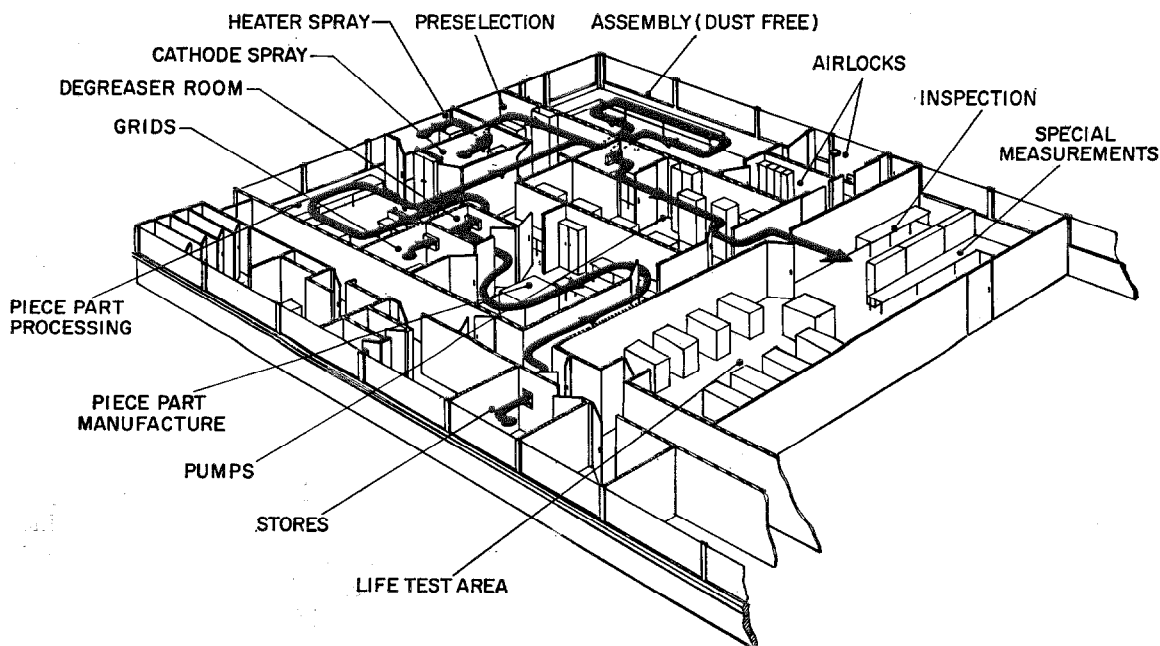 HEATER SPRAY
PRESELECTION
ASSEMBLY (DUST FREE)
CATHODE SPRAY
AIRLOCKS
DEGREASER ROOM
INSPECTION
GRIDS
SPECIAL
MEASUREMENTS
PIECE PART
PROCESSING
PIECE PART
MANUFACTURE
PUMPS
STORES
LIFE TEST AREA